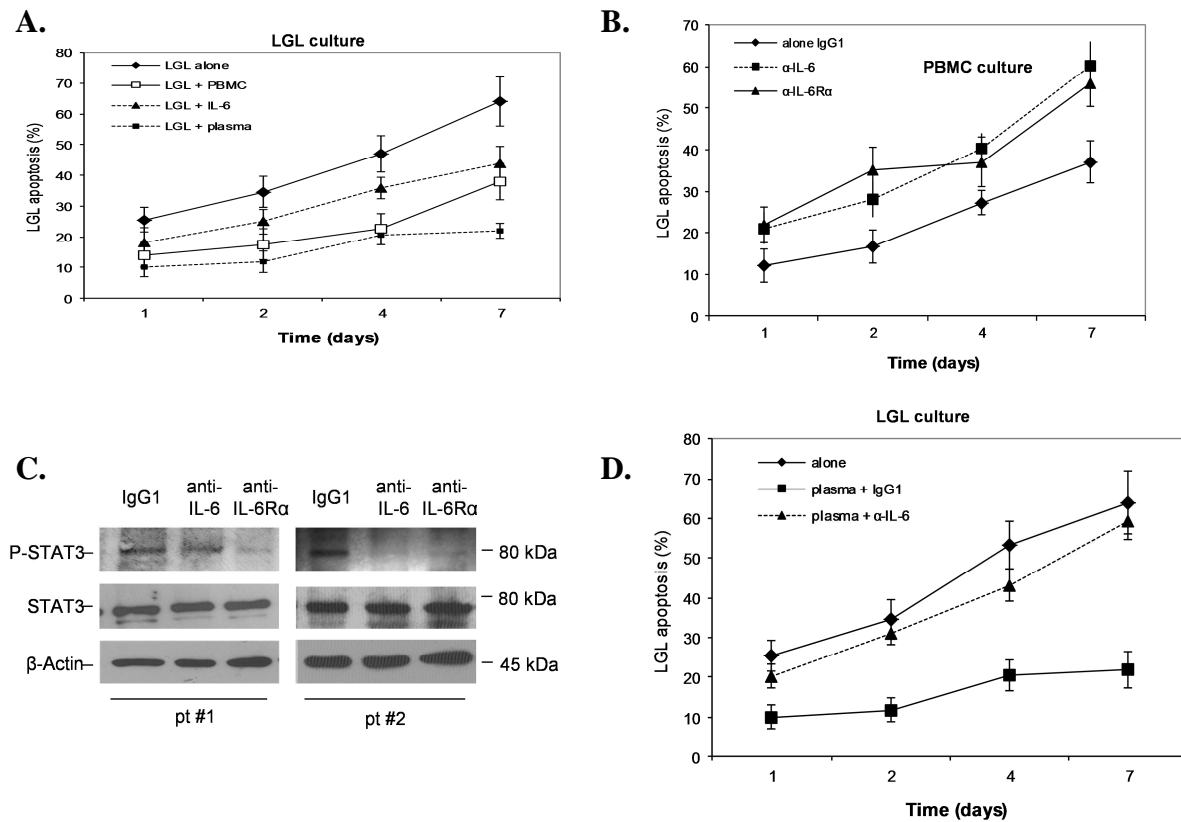 A.
LGL culture
LGL alone
LGL + PBMC
LGL + IL-6
LGL + plasma
LGL apoptosis (%)
80
70
60
50
40
30
20
10
0
1 2 4 7
Time (days)
B.
PBMC culture
alone IgG1
α-IL-6
α-IL-6Rα
LGL apoptosis (%)
70
60
50
40
30
20
10
0
1 2 4 7
Time (days)
C.
IgG1 anti-IL-6 anti-IL-6Rα IgG1 anti-IL-6 anti-IL-6Rα
P-STAT3 80 kDa
STAT3 80 kDa
β-Actin 45 kDa
pt #1 pt #2
D.
LGL culture
alone
plasma + IgG1
plasma + α-IL-6
LGL apoptosis (%)
80
70
60
50
40
30
20
10
0
1 2 4 7
Time (days)